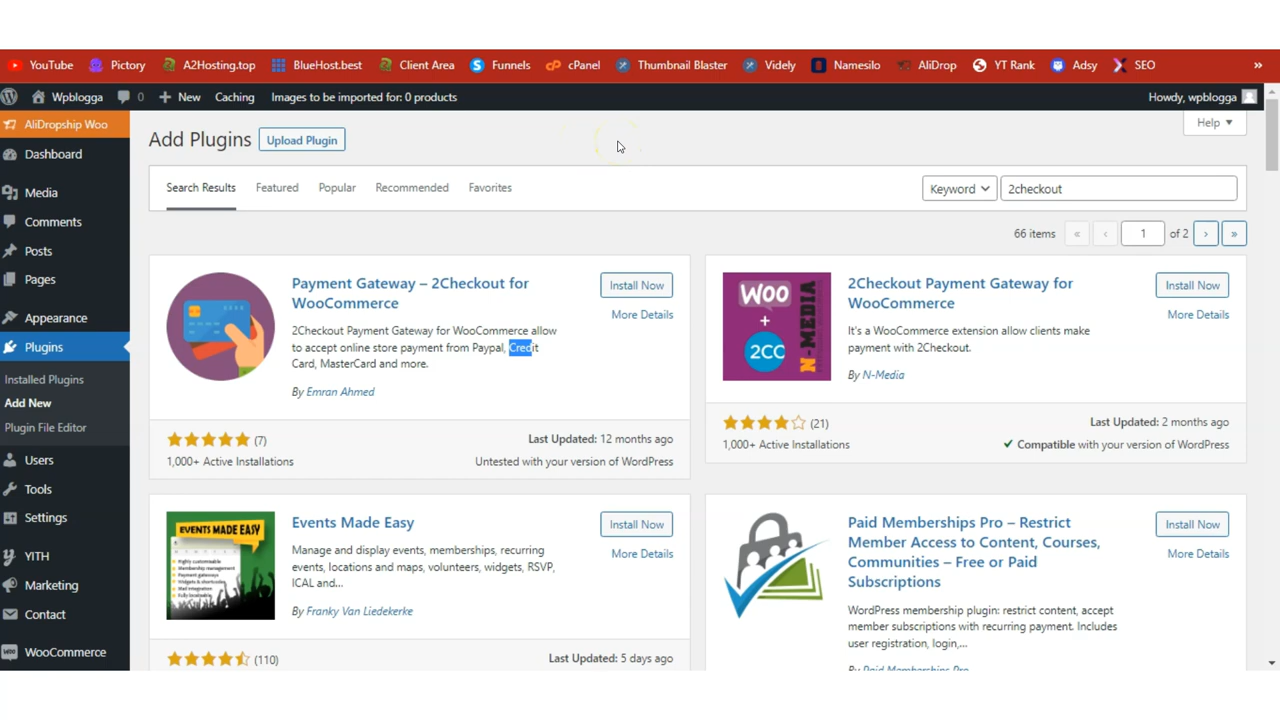 YouTube Pictory A2Hosting.top BlueHost.best Client Area Funnels cPanel Thumbnail Blaster Videly Namesilo AliDrop YT Rank Adsy SEO »
Wpblogga 0 New Caching Images to be imported for: 0 products Howdy, wpblogga
AliDropship Woo
Dashboard
Media
Comments
Posts
Pages
Appearance
Plugins
Installed Plugins
Add New
Plugin File Editor
Users
Tools
Settings
YITH
Marketing
Contact
WooCommerce
Help
Add Plugins Upload Plugin
Search Results Featured Popular Recommended Favorites Keyword 2checkout
66 items « ‹ 1 of 2 › »
Payment Gateway – 2Checkout for
WooCommerce
Install Now
More Details
2Checkout Payment Gateway for WooCommerce allow
to accept online store payment from Paypal, Credit
Card, MasterCard and more.
By Emran Ahmed
(7)
Last Updated: 12 months ago
1,000+ Active Installations
Untested with your version of WordPress
WOO
+
2CC
N-MEDIA
2Checkout Payment Gateway for
WooCommerce
Install Now
More Details
It's a WooCommerce extension allow clients make
payment with 2Checkout.
By N-Media
(21)
Last Updated: 2 months ago
1,000+ Active Installations
Compatible with your version of WordPress
EVENTS MADE EASY
Events Made Easy
Install Now
More Details
Manage and display events, memberships, recurring
events, locations and maps, volunteers, widgets, RSVP,
ICAL and...
By Franky Van Liedekerke
(110)
Last Updated: 5 days ago
Paid Memberships Pro – Restrict
Member Access to Content, Courses,
Communities – Free or Paid
Subscriptions
Install Now
More Details
WordPress membership plugin: restrict content, accept
member subscriptions with recurring payment. Includes
user registration, login,...
By Paid Memberships Pro